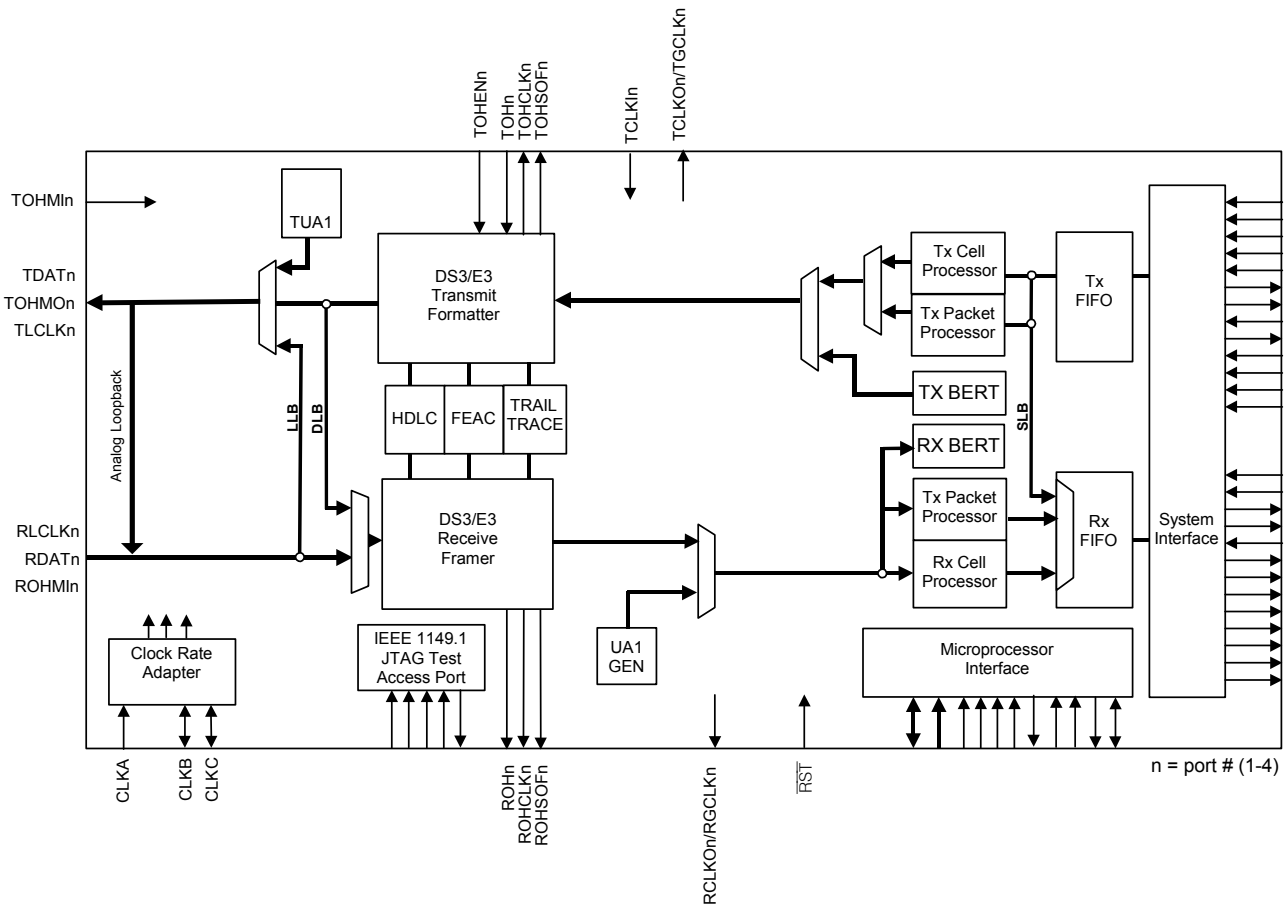 TOHENn
TOHn
TOHCLKn
TOHSOFn
TCLKIn
TCLKOn/TGCLKn
TOHMIn
TUA1
TDATn
TOHMOn
TLCLKn
DS3/E3
Transmit
Formatter
Tx Cell
Processor
Tx Packet
Processor
Tx
FIFO
TX BERT
RX BERT
Analog Loopback
LLB
DLB
HDLC
FEAC
TRAIL
TRACE
SLB
RLCLKn
RDATn
ROHMIn
DS3/E3
Receive
Framer
Tx Packet
Processor
Rx Cell
Processor
Rx
FIFO
System
Interface
Clock Rate
Adapter
IEEE 1149.1
JTAG Test
Access Port
UA1
GEN
Microprocessor
Interface
CLKA
CLKB
CLKC
ROHn
ROHCLKn
ROHSOFn
RCLKOn/RGCLKn
RST
n = port # (1-4)